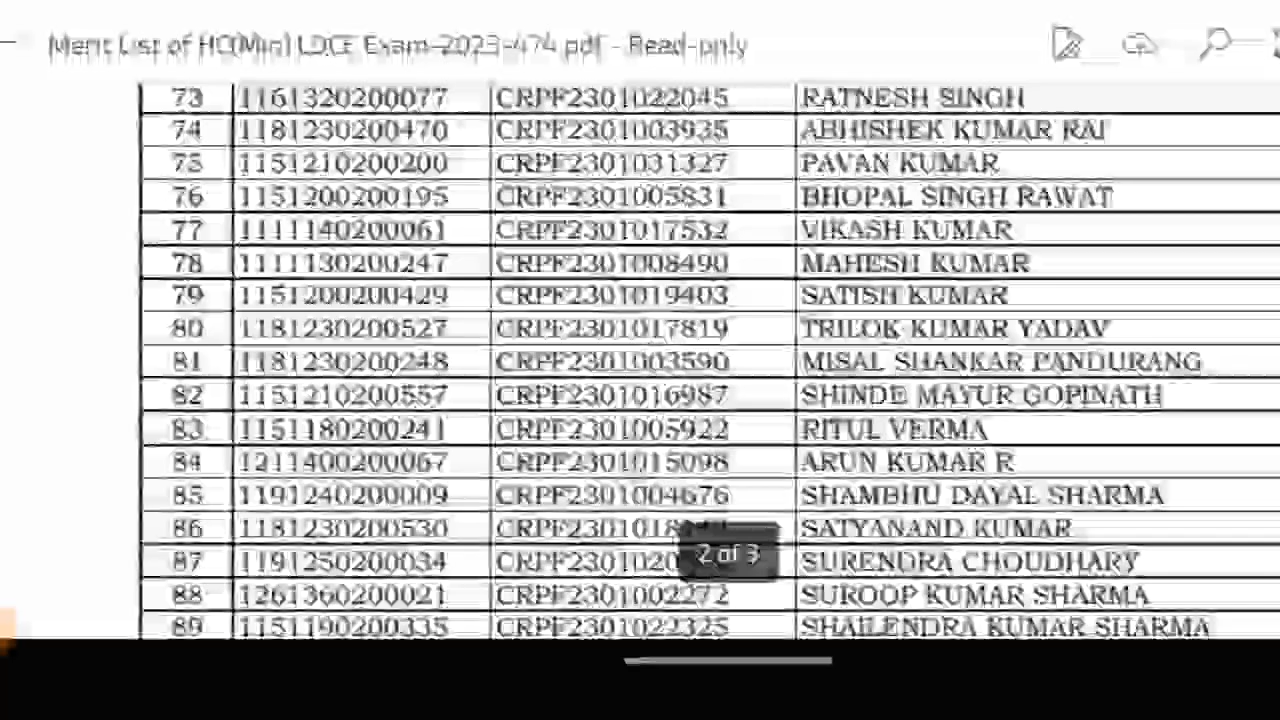 Merit List of HC(Min) LDCE Exam-2023-474.pdf - Read-only
73 1161320200077 CRPF2301022045 RATNESH SINGH
74 1181230200470 CRPF2301003935 ABHISHEK KUMAR RAI
75 1151210200200 CRPF2301031327 PAVAN KUMAR
76 1151200200195 CRPF2301005831 BHOPAL SINGH RAWAT
77 1111140200061 CRPF2301017532 VIKASH KUMAR
78 1111130200247 CRPF2301008490 MAHESH KUMAR
79 1151200200429 CRPF2301019403 SATISH KUMAR
80 1181230200527 CRPF2301017819 TRILOK KUMAR YADAV
81 1181230200248 CRPF2301003590 MISAL SHANKAR PANDURANG
82 1151210200557 CRPF2301016987 SHINDE MAYUR GOPINATH
83 1151180200241 CRPF2301005922 RITUL VERMA
84 1211400200067 CRPF2301015098 ARUN KUMAR R
85 1191240200009 CRPF2301004676 SHAMBHU DAYAL SHARMA
86 1181230200530 SATYANAND KUMAR
2 of 3
87 1191250200034 SURENDRA CHOUDHARY
88 1261360200021 CRPF2301002272 SUROOP KUMAR SHARMA
89 1151190200335 CRPF2301022325 SHAILENDRA KUMAR SHARMA